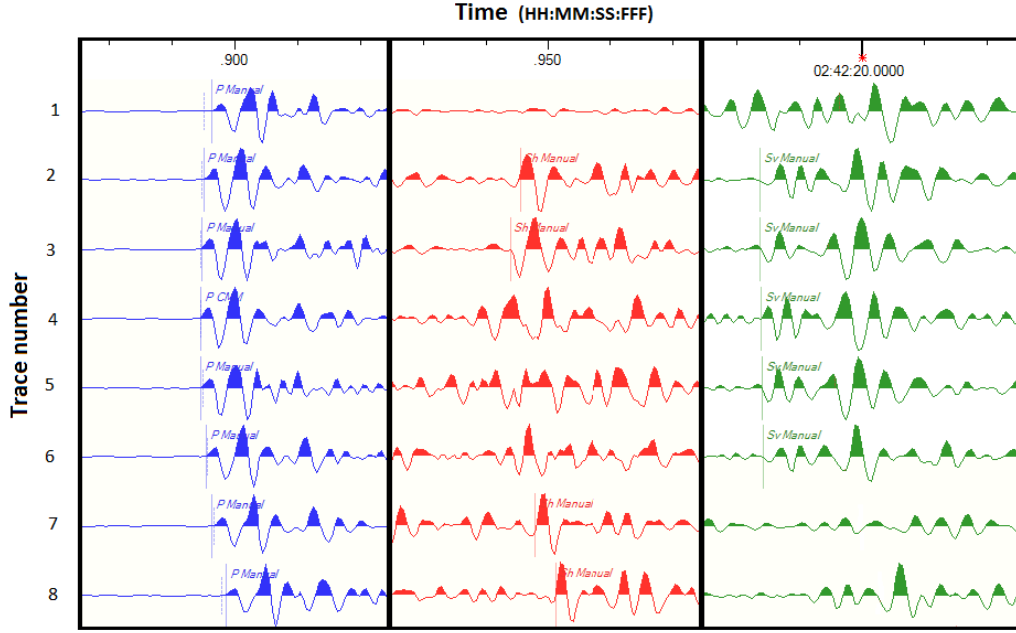 Time (HH:MM:SS:FFF)
.900 .950 02:42:20.0000
1 P Manual
2 P Manual Sh Manual Sv Manual
3 P Manual Sh Manual Sv Manual
4 P CMM Sv Manual
5 P Manual Sv Manual
6 P Manual Sv Manual
7 P Manual Sh Manual
8 P Manual Sh Manual
Trace number